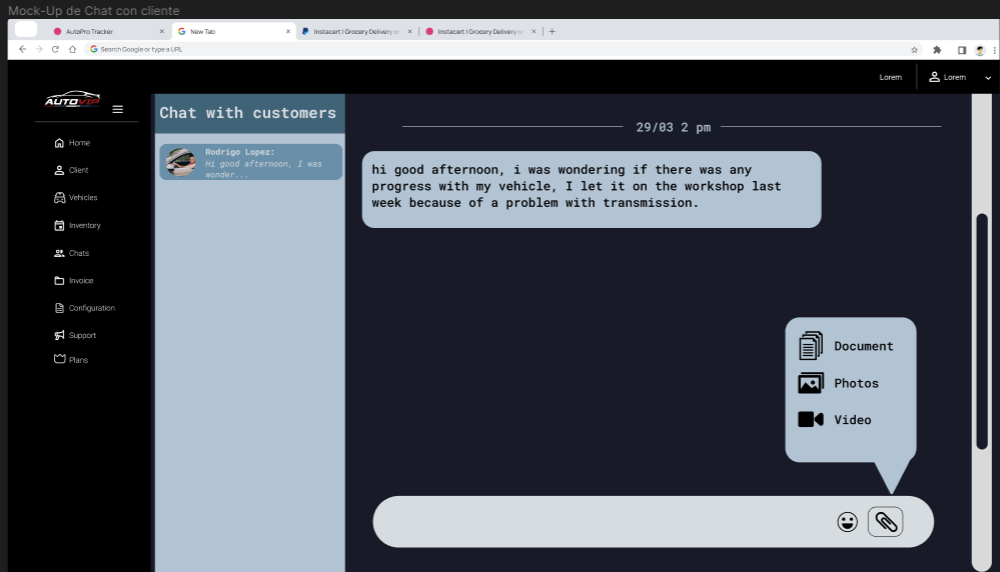 Mock-Up de Chat con cliente
AutoPro Tracker
New Tab
Instacart | Grocery Delivery or
Instacart | Grocery Delivery or
Search Google or type a URL
Lorem
Lorem
AUTOVIP
Home
Client
Vehicles
Inventory
Chats
Invoice
Configuration
Support
Plans
Chat with customers
Rodrigo Lopez:
Hi good afternoon, I was
wonder...
29/03 2 pm
hi good afternoon, i was wondering if there was any
progress with my vehicle, I let it on the workshop last
week because of a problem with transmission.
Document
Photos
Video